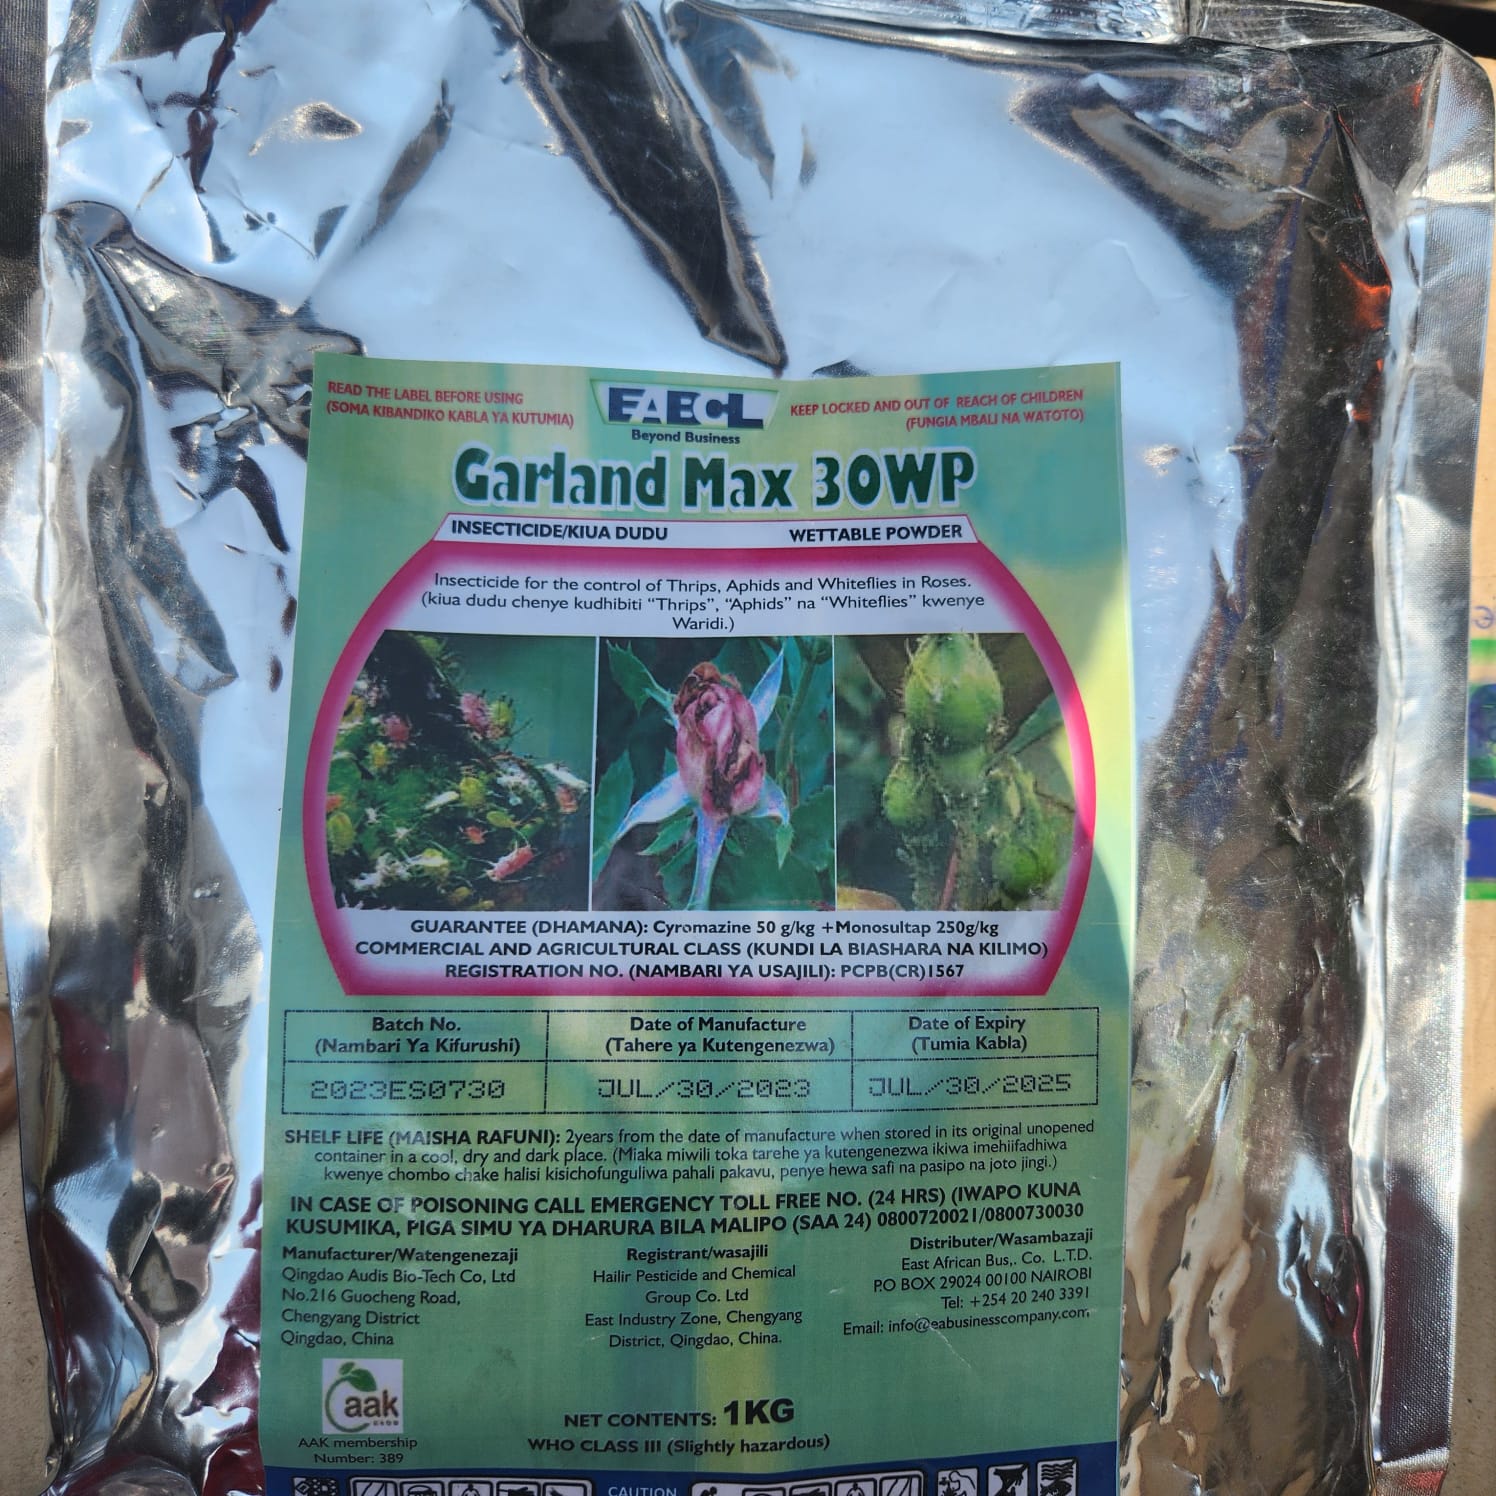 READ THE LABEL BEFORE USING
(SOMA KIBANDIKO KABLA YA KUTUMIA)
EAECL
Beyond Business
KEEP LOCKED AND OUT OF REACH OF CHILDREN
(FUNGIA MBALI NA WATOTO)
Garland Max 30WP
INSECTICIDE/KIUA DUDU WETTABLE POWDER
Insecticide for the control of Thrips, Aphids and Whiteflies in Roses.
(kiua dudu chenye kudhibiti “Thrips”, “Aphids” na “Whiteflies” kwenye
Waridi.)
GUARANTEE (DHAMANA): Cyromazine 50 g/kg +Monosultap 250g/kg
COMMERCIAL AND AGRICULTURAL CLASS (KUNDI LA BIASHARA NA KILIMO)
REGISTRATION NO. (NAMBARI YA USAJILI): PCPB(CR)1567
Batch No.
(Nambari Ya Kifurushi)
2023ES0730
Date of Manufacture
(Tahere ya Kutengenezwa)
JUL/30/2023
Date of Expiry
(Tumia Kabla)
JUL/30/2025
SHELF LIFE (MAISHA RAFUNI): 2years from the date of manufacture when stored in its original unopened
container in a cool, dry and dark place. (Miaka miwili toka tarehe ya kutengenezwa ikiwa imehiifadhiwa
kwenye chombo chake halisi kisichofunguliwa pahali pakavu, penye hewa safi na pasipo na joto jingi.)
IN CASE OF POISONING CALL EMERGENCY TOLL FREE NO. (24 HRS) (IWAPO KUNA
KUSUMIKA, PIGA SIMU YA DHARURA BILA MALIPO (SAA 24) 0800720021/0800730030
Manufacturer/Watengenezaji
Qingdao Audis Bio-Tech Co, Ltd
No.216 Guocheng Road,
Chengyang District
Qingdao, China
Registrant/wasajili
Hailir Pesticide and Chemical
Group Co. Ltd
East Industry Zone, Chengyang
District, Qingdao, China.
Distributer/Wasambazaji
East African Bus,. Co. L.T.D.
P.O BOX 29024 00100 NAIROBI
Tel: +254 20 240 3391
Email: info@eabusinesscompany.com,
aak
AAK membership
Number: 389
NET CONTENTS: 1KG
WHO CLASS III (Slightly hazardous)
CAUTION